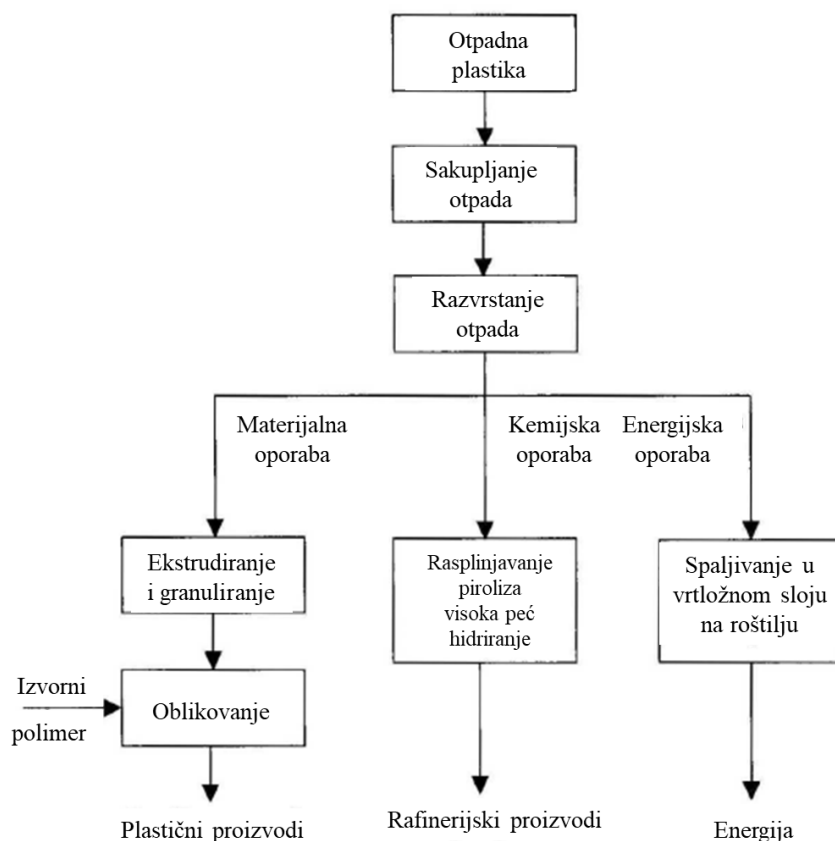 Otpadna
plastika
Sakupljanje
otpada
Razvrstanje
otpada
Materijalna
oporaba
Kemijska
oporaba
Energijska
oporaba
Ekstrudiranje
i granuliranje
Rasplinjavanje
piroliza
visoka peć
hidriranje
Spaljivanje u
vrtložnom sloju
na roštilju
Izvorni
polimer
Oblikovanje
Plastični proizvodi
Rafinerijski proizvodi
Energija